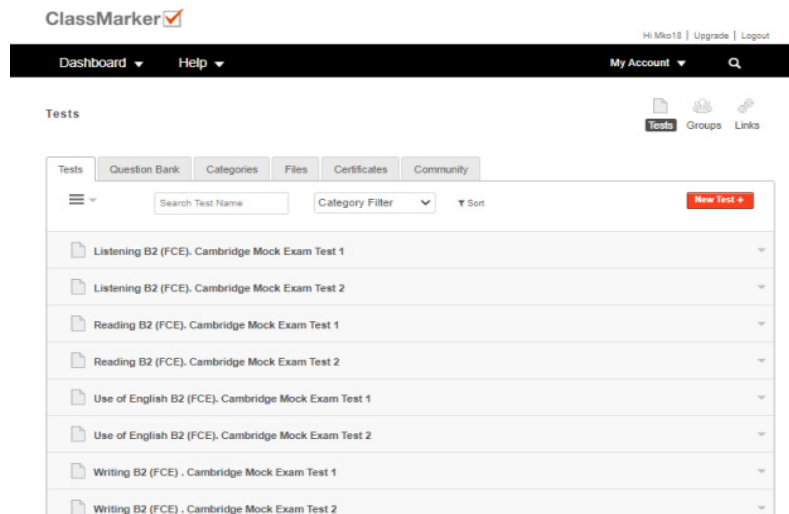 ClassMarker
Hi Mko18 | Upgrade | Logout
Dashboard Help My Account
Tests
Tests Groups Links
Tests Question Bank Categories Files Certificates Community
Search Test Name Category Filter Sort New Test +
Listening B2 (FCE). Cambridge Mock Exam Test 1
Listening B2 (FCE). Cambridge Mock Exam Test 2
Reading B2 (FCE). Cambridge Mock Exam Test 1
Reading B2 (FCE). Cambridge Mock Exam Test 2
Use of English B2 (FCE). Cambridge Mock Exam Test 1
Use of English B2 (FCE). Cambridge Mock Exam Test 2
Writing B2 (FCE) . Cambridge Mock Exam Test 1
Writing B2 (FCE) . Cambridge Mock Exam Test 2